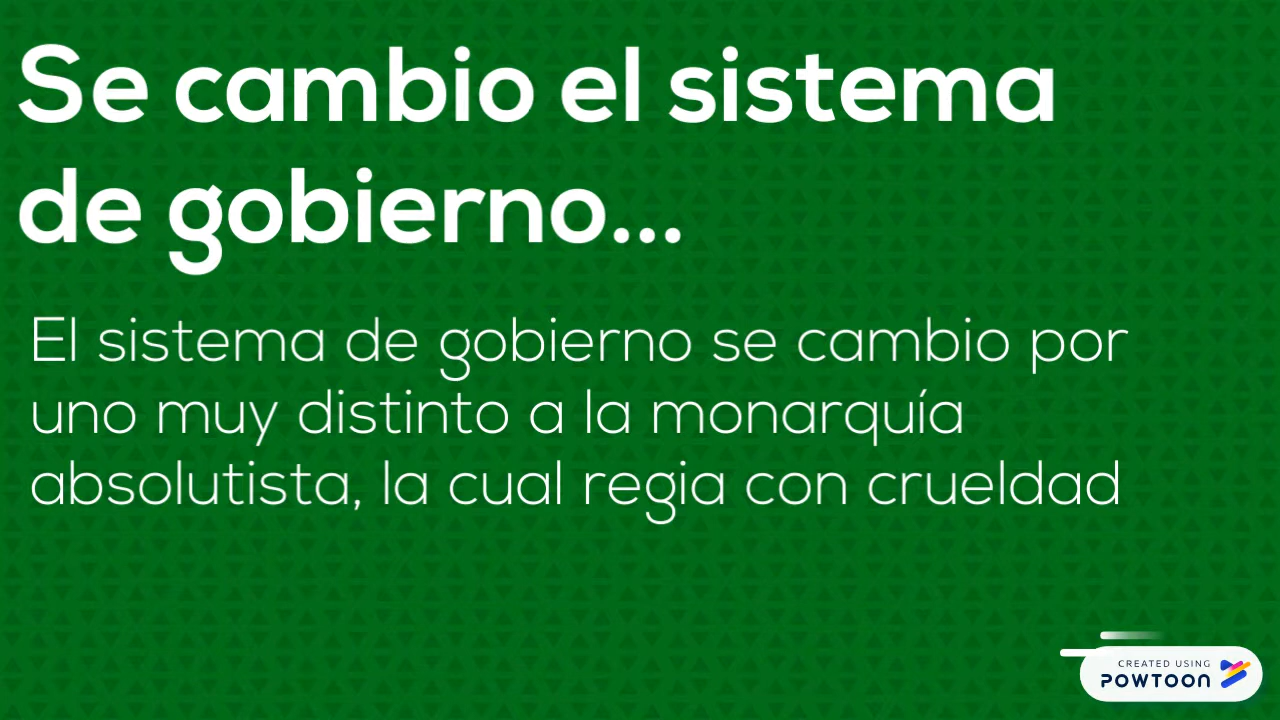 Se cambio el sistema
de gobierno...
El sistema de gobierno se cambio por
uno muy distinto a la monarquía
absolutista, la cual regia con crueldad
CREATED USING
POWTOON